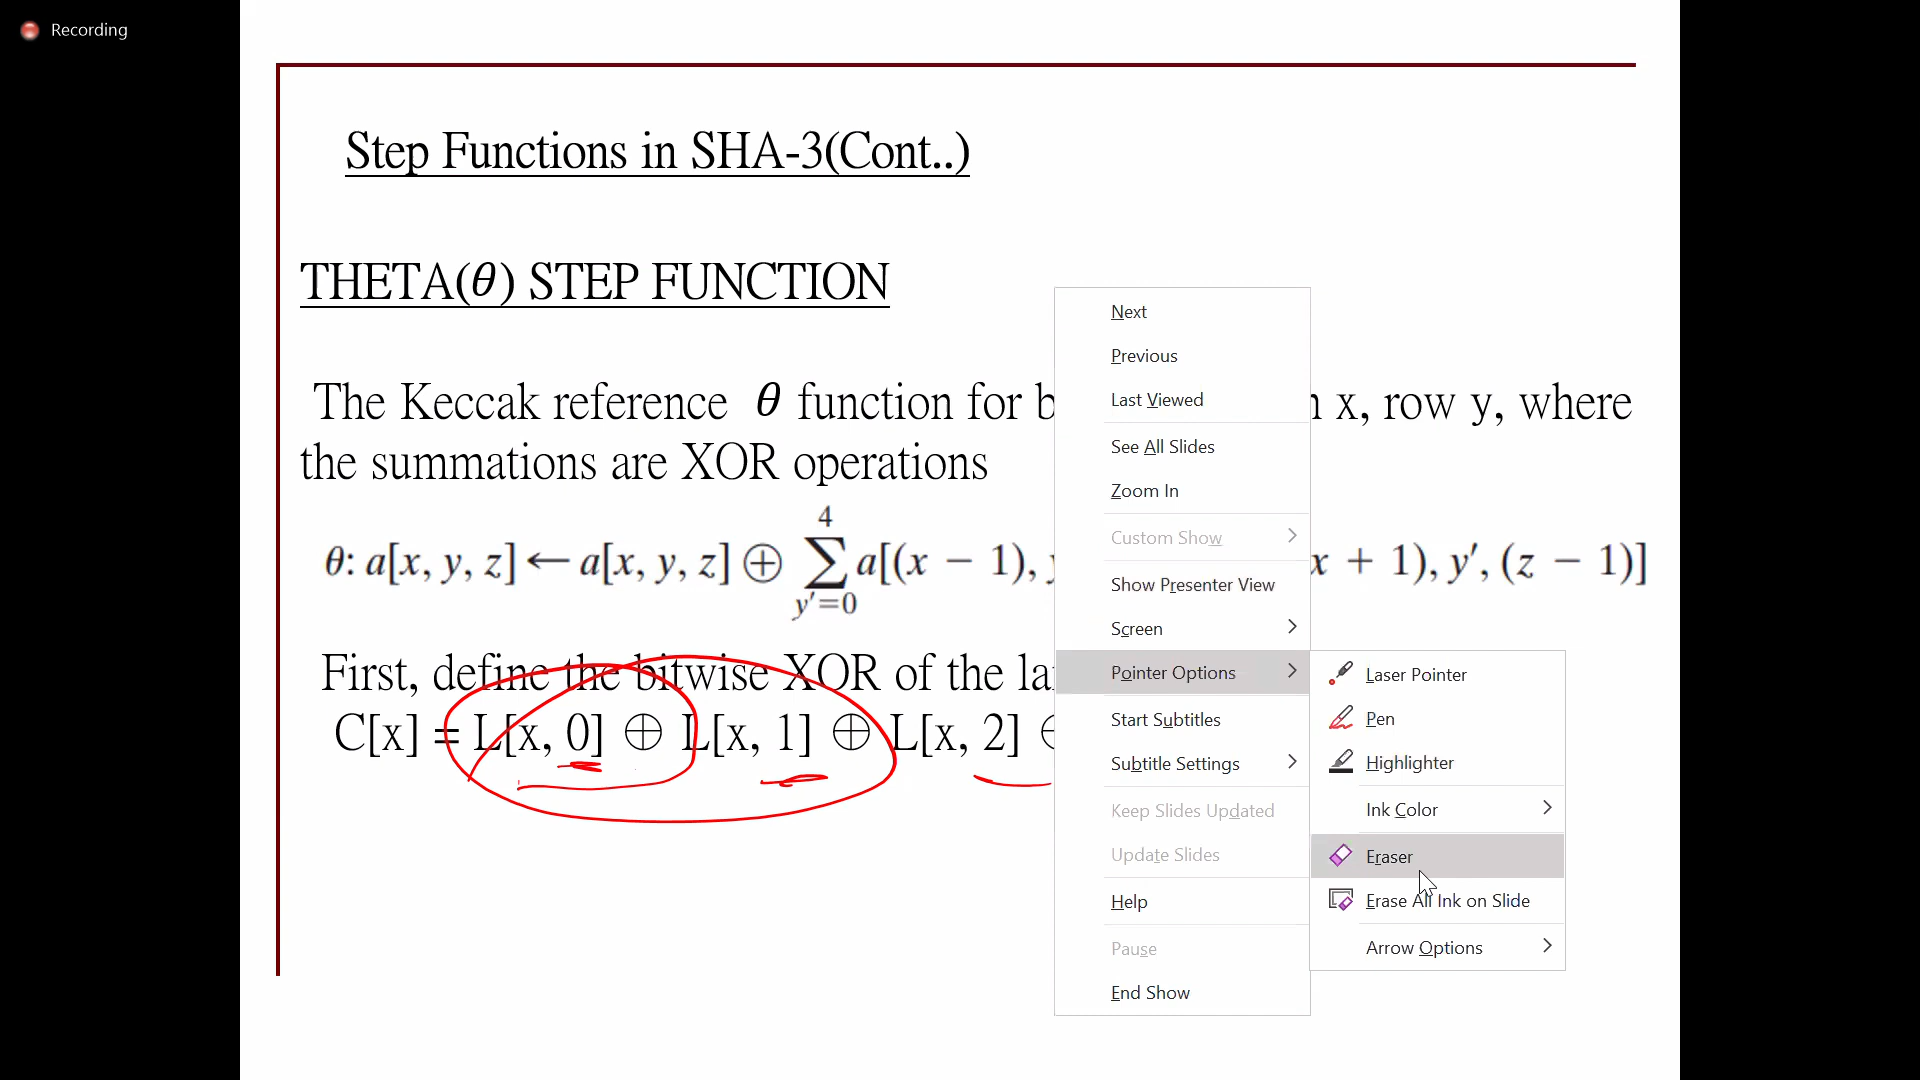 Recording
Step Functions in SHA-3(Cont..)
THETA(θ) STEP FUNCTION
The Keccak reference θ function for b x, row y, where
the summations are XOR operations
θ: a[x, y, z] ← a[x, y, z] ⊕ ∑ y′=0 4 a[(x − 1), x + 1), y′, (z − 1)]
First, define the bitwise XOR of the la
C[x] = L[x, 0] ⊕ L[x, 1] ⊕ L[x, 2]
Next
Previous
Last Viewed
See All Slides
Zoom In
Custom Show
Show Presenter View
Screen
Pointer Options
Start Subtitles
Subtitle Settings
Keep Slides Updated
Update Slides
Help
Pause
End Show
Laser Pointer
Pen
Highlighter
Ink Color
Eraser
Erase All Ink on Slide
Arrow Options